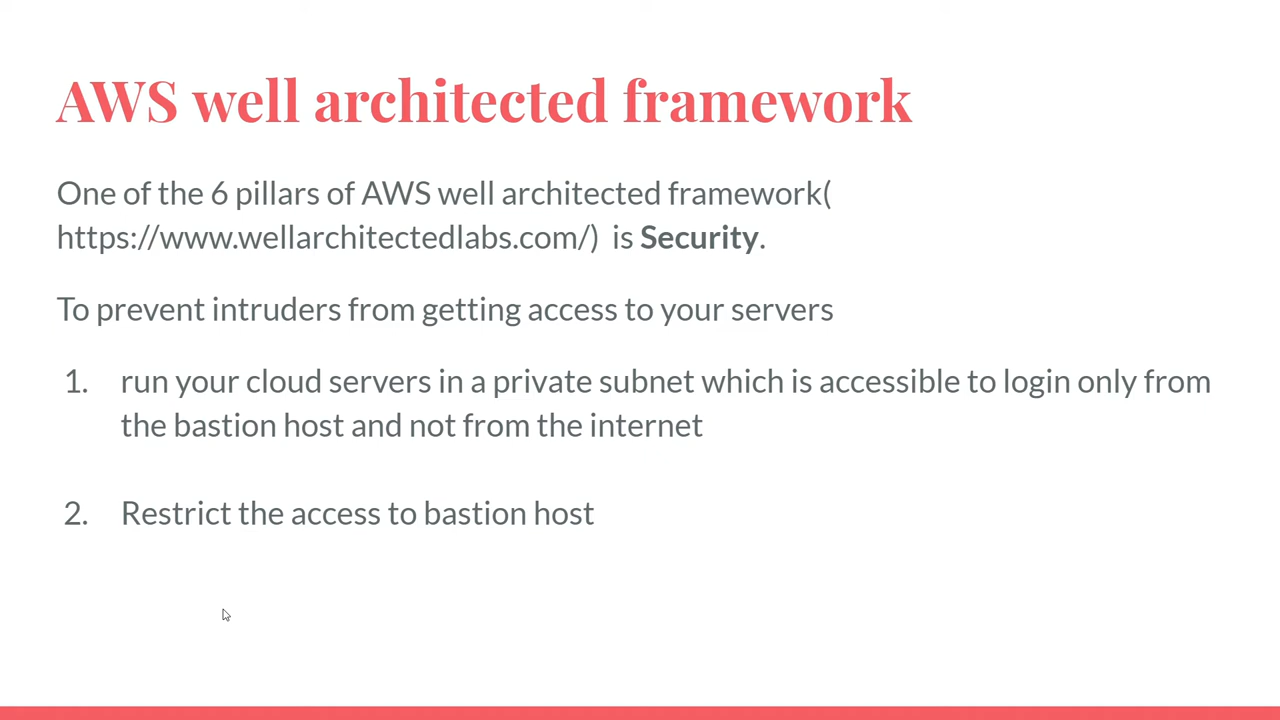 AWS well architected framework
One of the 6 pillars of AWS well architected framework(
https://www.wellarchitectedlabs.com/)  is Security.
To prevent intruders from getting access to your servers
1. run your cloud servers in a private subnet which is accessible to login only from
the bastion host and not from the internet
2. Restrict the access to bastion host